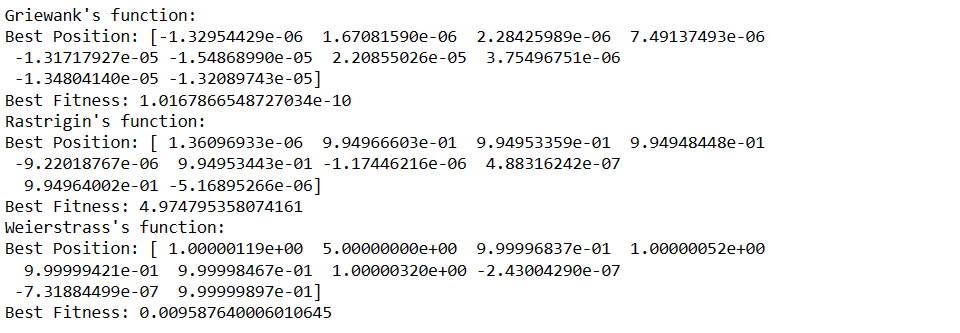 Griewank's function:
Best Position: [-1.32954429e-06  1.67081590e-06  2.28425989e-06  7.49137493e-06
 -1.31717927e-05 -1.54868990e-05  2.20855026e-05  3.75496751e-06
 -1.34804140e-05 -1.32089743e-05]
Best Fitness: 1.0167866548727034e-10
Rastrigin's function:
Best Position: [ 1.36096933e-06  9.94966603e-01  9.94953359e-01  9.94948448e-01
 -9.22018767e-06  9.94953443e-01 -1.17446216e-06  4.88316242e-07
  9.94964002e-01 -5.16895266e-06]
Best Fitness: 4.974795358074161
Weierstrass's function:
Best Position: [ 1.00000119e+00  5.00000000e+00  9.99996837e-01  1.00000052e+00
  9.99999421e-01  9.99998467e-01  1.00000320e+00 -2.43004290e-07
 -7.31884499e-07  9.99999897e-01]
Best Fitness: 0.009587640006010645